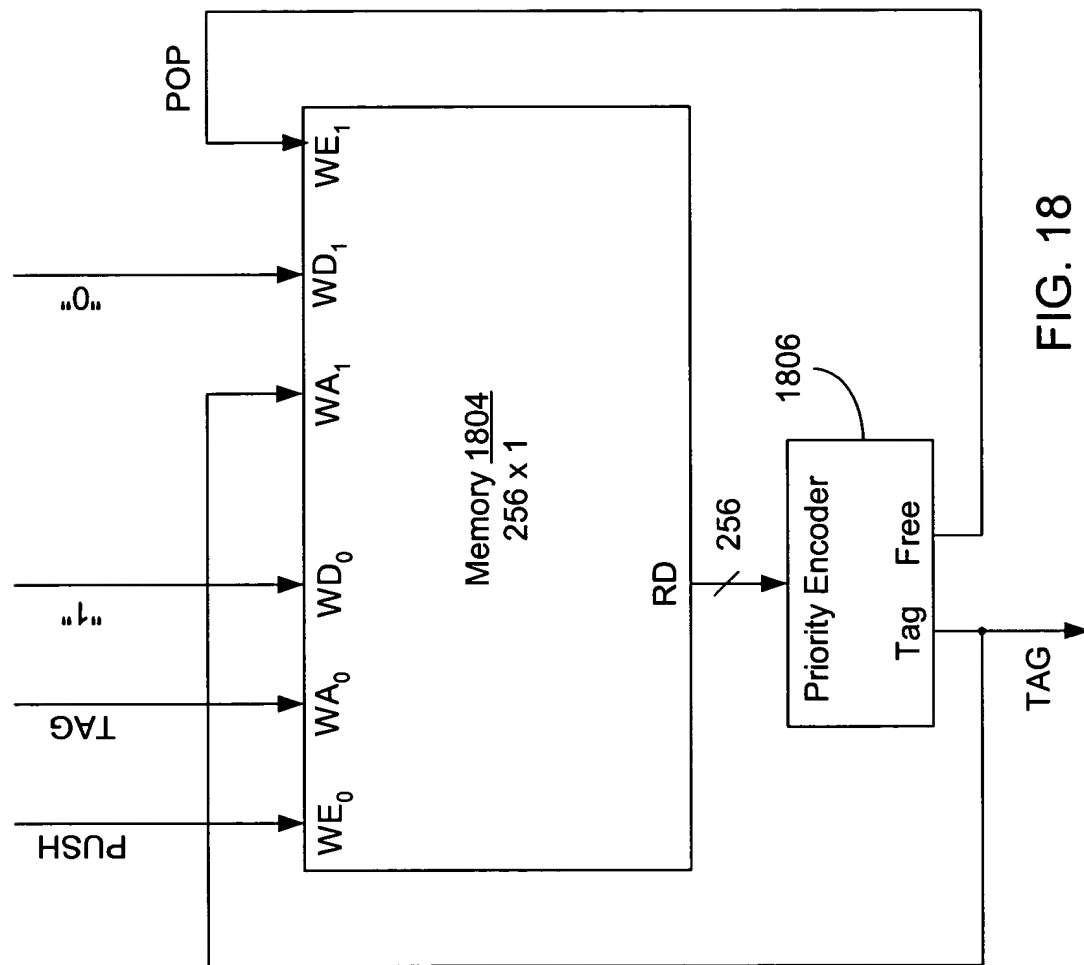 POP
"0"
"1"
TAG
PUSH
WE0 WA0 WD0 WA1 WD1 WE1
Memory 1804
256 x 1
RD
256
1806
Priority Encoder
Tag Free
TAG
FIG. 18